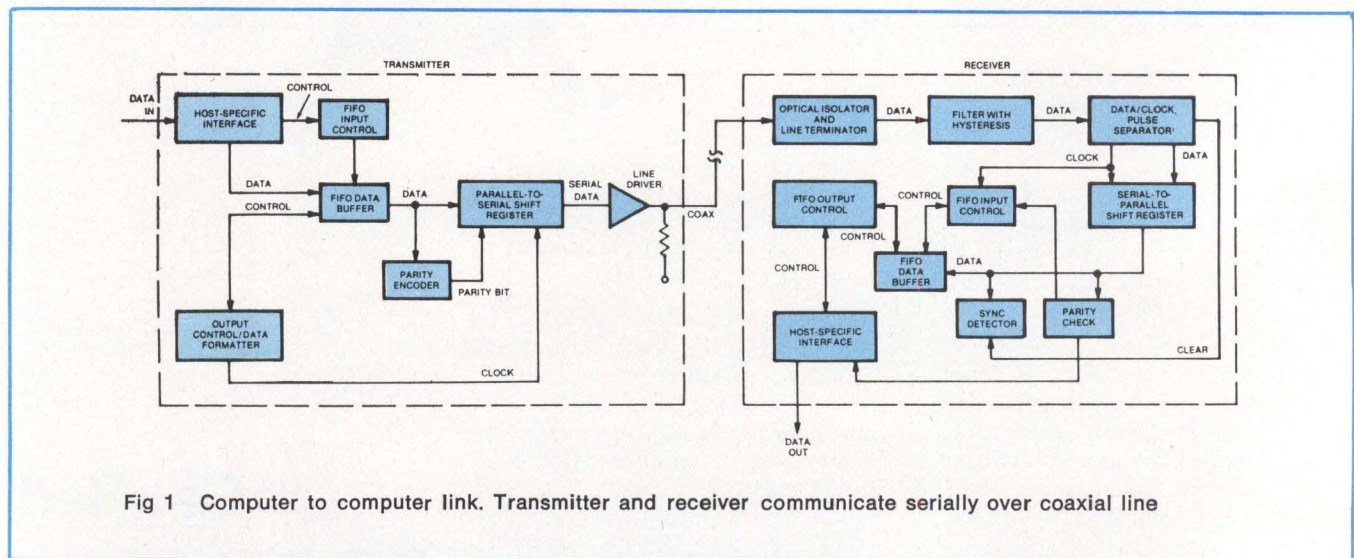 TRANSMITTER
DATA
IN
HOST-SPECIFIC
INTERFACE
CONTROL
FIFO
INPUT
CONTROL
DATA
CONTROL
FIFO DATA
BUFFER
DATA
PARALLEL-TO-
SERIAL SHIFT
REGISTER
SERIAL
DATA
LINE
DRIVER
COAX
PARITY
ENCODER
PARITY BIT
OUTPUT
CONTROL/DATA
FORMATTER
CLOCK
RECEIVER
OPTICAL ISOLATOR
AND
LINE TERMINATOR
DATA
FILTER WITH
HYSTERESIS
DATA
DATA/CLOCK
PULSE
SEPARATOR
CLOCK
DATA
FIFO OUTPUT
CONTROL
CONTROL
CONTROL
FIFO INPUT
CONTROL
SERIAL-TO-
PARALLEL
SHIFT REGISTER
CONTROL
FIFO
DATA
BUFFER
DATA
HOST-SPECIFIC
INTERFACE
SYNC
DETECTOR
PARITY
CHECK
CLEAR
DATA
OUT
Fig 1 Computer to computer link. Transmitter and receiver communicate serially over coaxial line